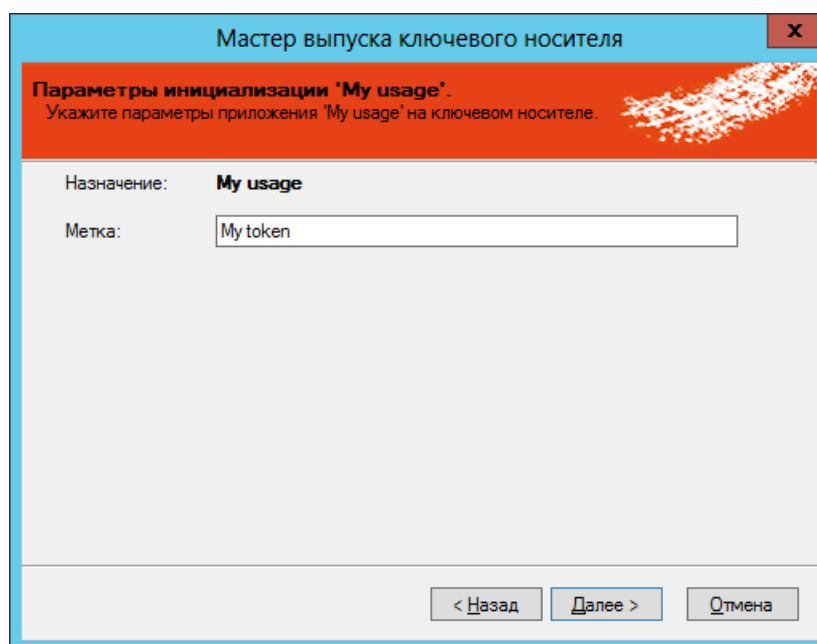 Мастер выпуска ключевого носителя
x
Параметры инициализации 'My usage'.
Укажите параметры приложения 'My usage' на ключевом носителе.
Назначение: My usage
Метка: My token
< Назад Далее > Отмена